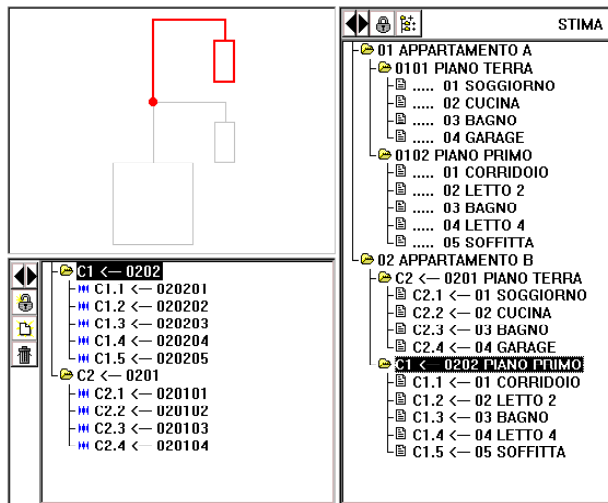 C1 <-- 0202
C1.1 <-- 020201
C1.2 <-- 020202
C1.3 <-- 020203
C1.4 <-- 020204
C1.5 <-- 020205
C2 <-- 0201
C2.1 <-- 020101
C2.2 <-- 020102
C2.3 <-- 020103
C2.4 <-- 020104
STIMA
01 APPARTAMENTO A
0101 PIANO TERRA
..... 01 SOGGIORNO
..... 02 CUCINA
..... 03 BAGNO
..... 04 GARAGE
0102 PIANO PRIMO
..... 01 CORRIDOIO
..... 02 LETTO 2
..... 03 BAGNO
..... 04 LETTO 4
..... 05 SOFFITTA
02 APPARTAMENTO B
C2 <-- 0201 PIANO TERRA
C2.1 <-- 01 SOGGIORNO
C2.2 <-- 02 CUCINA
C2.3 <-- 03 BAGNO
C2.4 <-- 04 GARAGE
C1 <-- 0202 PIANO PRIMO
C1.1 <-- 01 CORRIDOIO
C1.2 <-- 02 LETTO 2
C1.3 <-- 03 BAGNO
C1.4 <-- 04 LETTO 4
C1.5 <-- 05 SOFFITTA